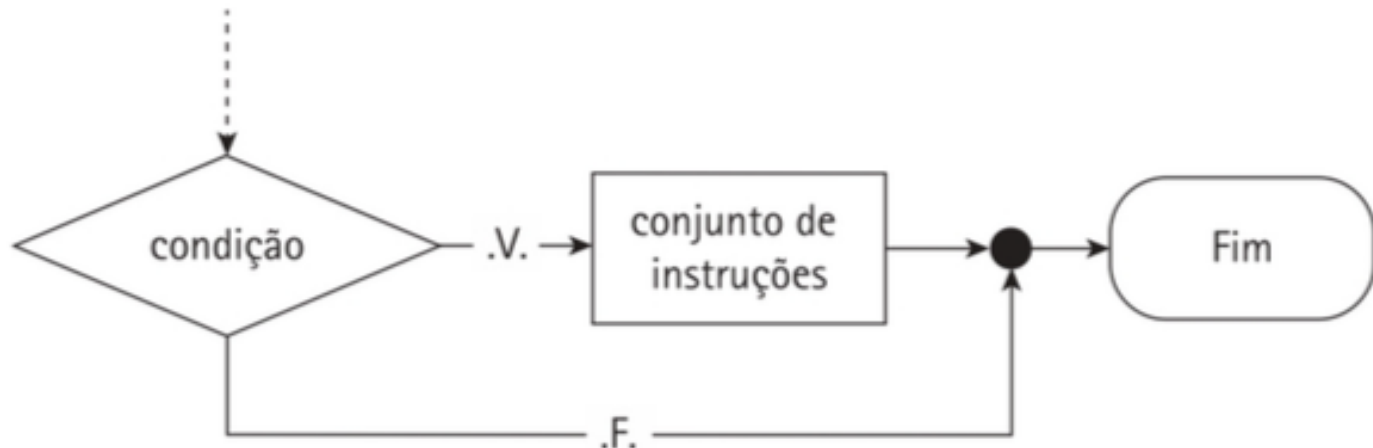 condição
.V.
conjunto de
instruções
Fim
.F.